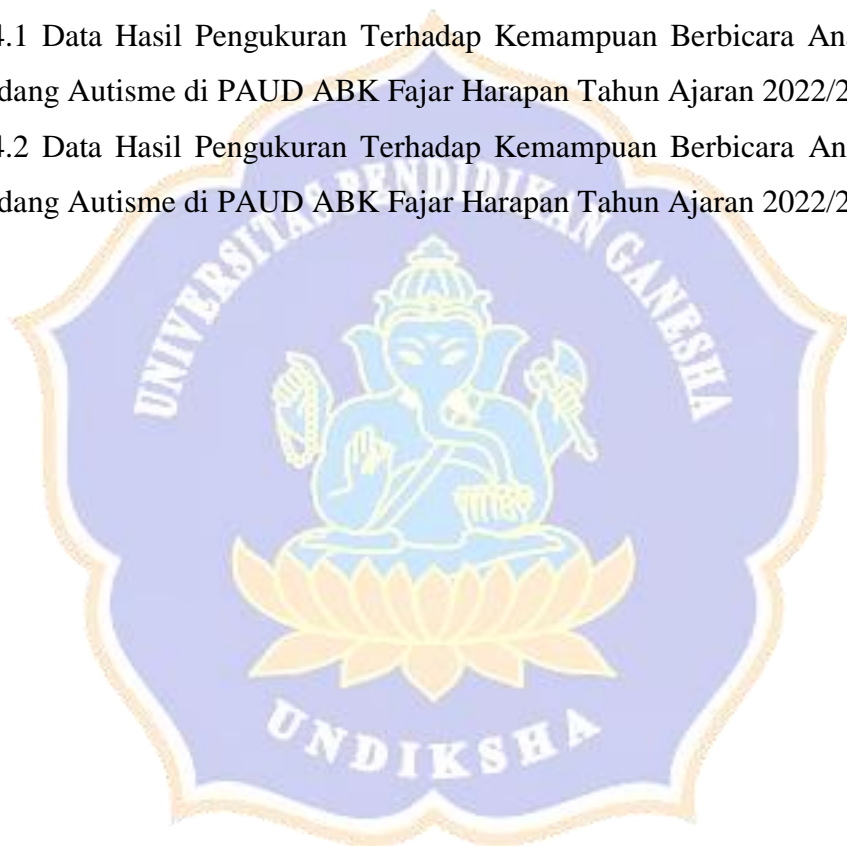 4.1 Data Hasil Pengukuran Terhadap Kemampuan Berbicara An
dang Autisme di PAUD ABK Fajar Harapan Tahun Ajaran 2022/2
4.2 Data Hasil Pengukuran Terhadap Kemampuan Berbicara An
dang Autisme di PAUD ABK Fajar Harapan Tahun Ajaran 2022/2
UNIVERSITAS PENDIDIKAN GANESHA
UNDIKSHA